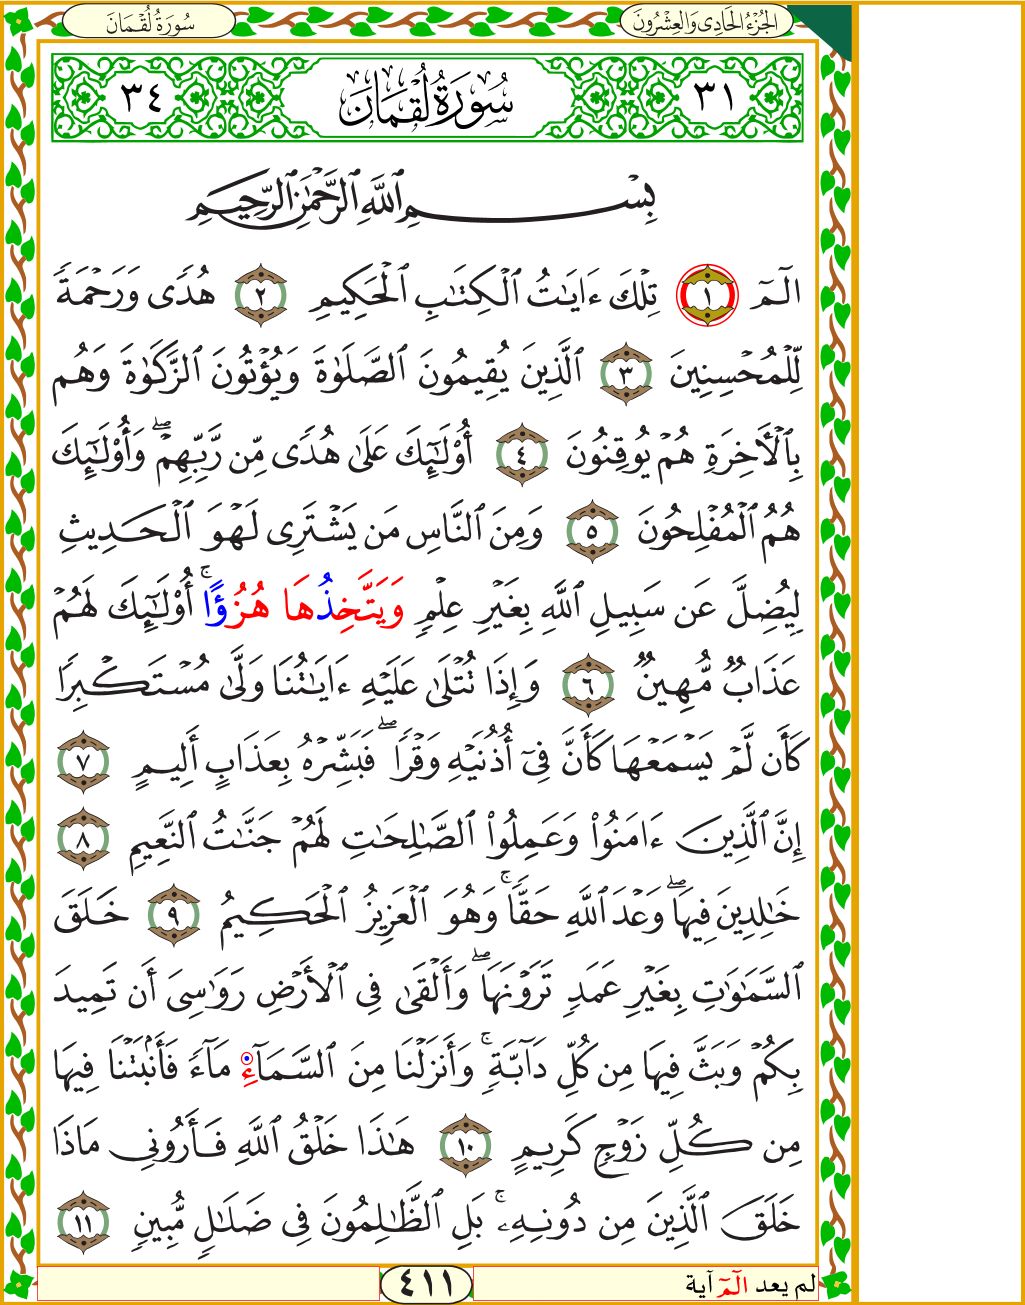 الجُزْءُ الحَادِى وَالعِشْرُونَ سُورَةُ لُقْمَانَ
٣١ سُورَةُ لُقْمَانَ ٣٤
بِسْمِ ٱللَّهِ ٱلرَّحْمَٰنِ ٱلرَّحِيمِ
الٓمٓ ١ تِلْكَ ءَايَٰتُ ٱلْكِتَٰبِ ٱلْحَكِيمِ ٢ هُدًى وَرَحْمَةً
لِّلْمُحْسِنِينَ ٣ ٱلَّذِينَ يُقِيمُونَ ٱلصَّلَوٰةَ وَيُؤْتُونَ ٱلزَّكَوٰةَ وَهُم
بِٱلْأَخِرَةِ هُمْ يُوقِنُونَ ٤ أُوْلَٰٓئِكَ عَلَىٰ هُدًى مِّن رَّبِّهِمْۖ وَأُوْلَٰٓئِكَ
هُمُ ٱلْمُفْلِحُونَ ٥ وَمِنَ ٱلنَّاسِ مَن يَشْتَرِى لَهْوَ ٱلْحَدِيثِ
لِيُضِلَّ عَن سَبِيلِ ٱللَّهِ بِغَيْرِ عِلْمٍ وَيَتَّخِذُهَا هُزُؤًاۚ أُوْلَٰٓئِكَ لَهُمْ
عَذَابٌ مُّهِينٌ ٦ وَإِذَا تُتْلَىٰ عَلَيْهِ ءَايَٰتُنَا وَلَّىٰ مُسْتَكْبِرًا
كَأَن لَّمْ يَسْمَعْهَا كَأَنَّ فِىٓ أُذُنَيْهِ وَقْرًاۖ فَبَشِّرْهُ بِعَذَابٍ أَلِيمٍ ٧
إِنَّ ٱلَّذِينَ ءَامَنُواْ وَعَمِلُواْ ٱلصَّٰلِحَٰتِ لَهُمْ جَنَّٰتُ ٱلنَّعِيمِ ٨
خَٰلِدِينَ فِيهَاۖ وَعْدَ ٱللَّهِ حَقًّاۚ وَهُوَ ٱلْعَزِيزُ ٱلْحَكِيمُ ٩ خَلَقَ
ٱلسَّمَٰوَٰتِ بِغَيْرِ عَمَدٍ تَرَوْنَهَاۖ وَأَلْقَىٰ فِى ٱلْأَرْضِ رَوَٰسِىَ أَن تَمِيدَ
بِكُمْ وَبَثَّ فِيهَا مِن كُلِّ دَآبَّةٍۚ وَأَنزَلْنَا مِنَ ٱلسَّمَآءِ مَآءً فَأَنۢبَتْنَا فِيهَا
مِن كُلِّ زَوْجٍ كَرِيمٍ ١٠ هَٰذَا خَلْقُ ٱللَّهِ فَأَرُونِى مَاذَا
خَلَقَ ٱلَّذِينَ مِن دُونِهِۦۚ بَلِ ٱلظَّٰلِمُونَ فِى ضَلَٰلٍ مُّبِينٍ ١١
لم يعد الٓمٓ آية
٤١١